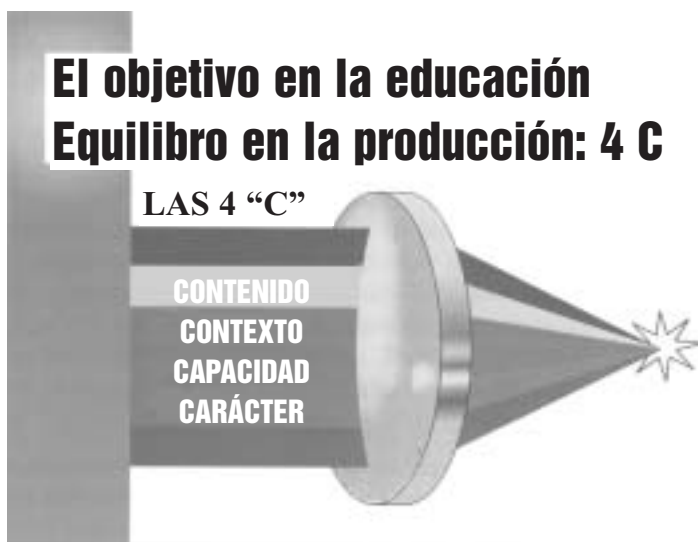 El objetivo en la educación
Equilibro en la producción: 4 C
LAS 4 “C”
CONTENIDO
CONTEXTO
CAPACIDAD
CARÁCTER